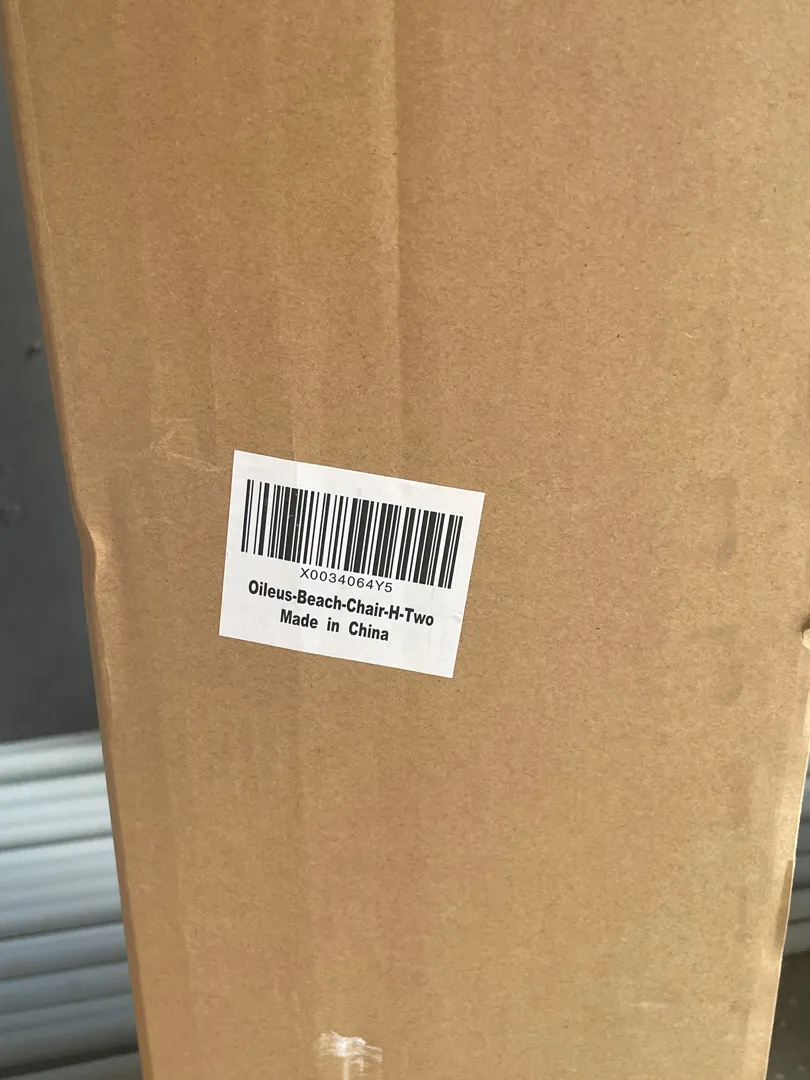 X0034064Y5
Oileus-Beach-Chair-H-Two
Made in China